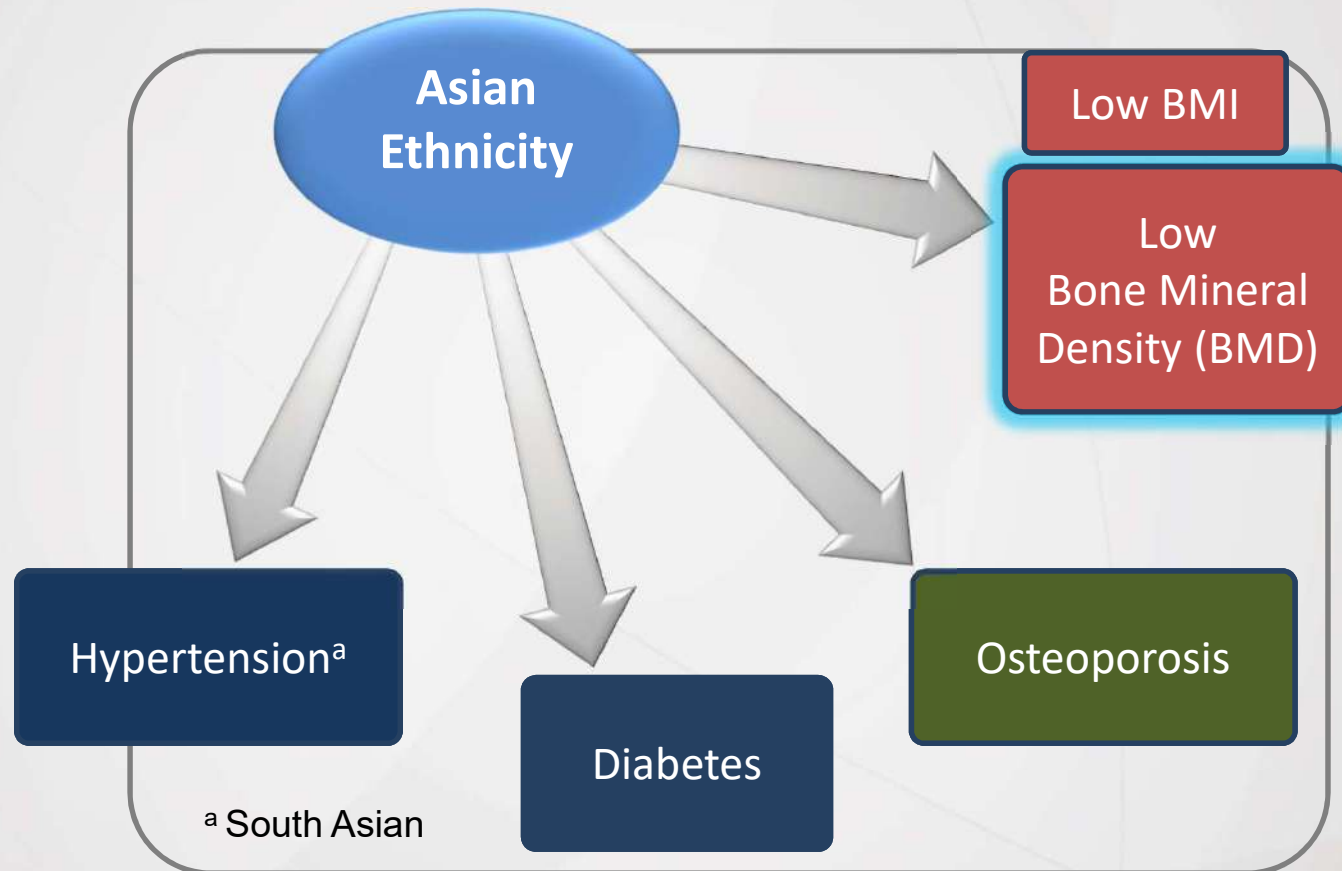 Asian
Ethnicity
Low BMI
Low
Bone Mineral
Density (BMD)
Hypertensionᵃ
Osteoporosis
Diabetes
ᵃ South Asian